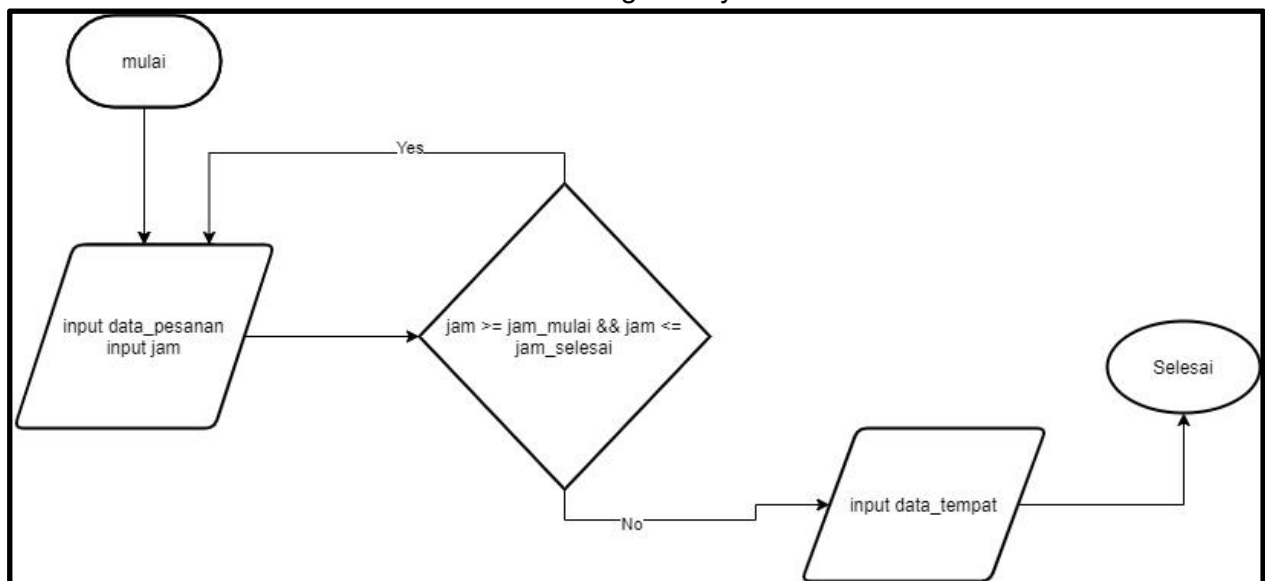 mulai
Yes
input data_pesanan
input jam
jam >= jam_mulai && jam <=
jam_selesai
Selesai
input data_tempat
No